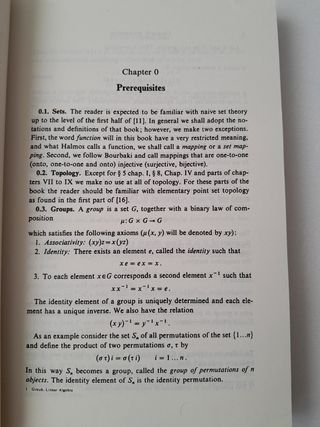 Chapter 0
Prerequisites
0.1. Sets. The reader is expected to be familiar with naive set theory
up to the level of the first half of [11]. In general we shall adopt the no-
tations and definitions of that book; however, we make two exceptions.
First, the word function will in this book have a very restricted meaning,
and what Halmos calls a function, we shall call a mapping or a set map-
ping. Second, we follow Bourbaki and call mappings that are one-to-one
(onto, one-to-one and onto) injective (surjective, bijective).
0.2. Topology. Except for § 5 chap. I, § 8, Chap. IV and parts of chap-
ters VII to IX we make no use at all of topology. For these parts of the
book the reader should be familiar with elementary point set topology
as found in the first part of [16].
0.3. Groups. A group is a set G, together with a binary law of com-
position
μ: G × G → G
which satisfies the following axioms (μ(x, y) will be denoted by xy):
1. Associativity: (xy)z = x(yz)
2. Identity: There exists an element e, called the identity such that
xe = ex = x.
3. To each element x∈G corresponds a second element x⁻¹ such that
xx⁻¹ = x⁻¹x = e.
The identity element of a group is uniquely determined and each ele-
ment has a unique inverse. We also have the relation
(xy)⁻¹ = y⁻¹x⁻¹.
As an example consider the set Sₙ of all permutations of the set {1...n}
and define the product of two permutations σ, τ by
(στ)i = σ(τi) i = 1...n.
In this way Sₙ becomes a group, called the group of permutations of n
objects. The identity element of Sₙ is the identity permutation.
1 Greub, Linear Algebra